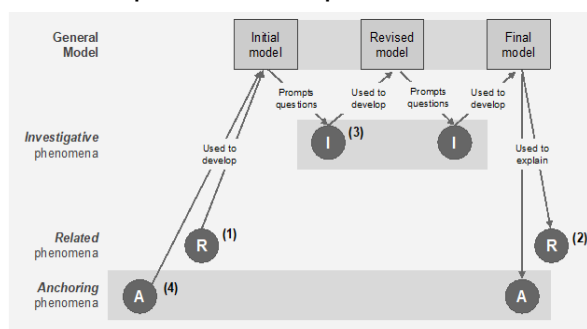 General
Model
Initial
model
Revised
model
Final
model
Prompts
questions
Used to
develop
Prompts
questions
Used to
develop
Investigative
phenomena
I
(3)
I
Used to
develop
Used to
explain
Related
phenomena
R
(1)
R
(2)
Anchoring
phenomena
A
(4)
A